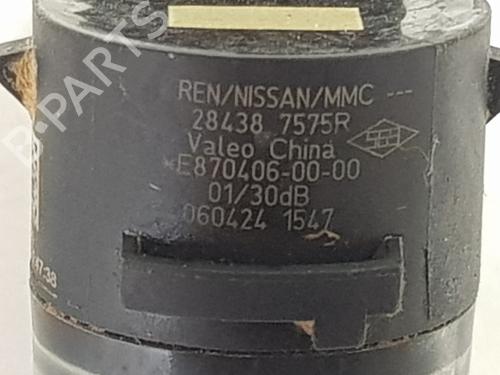 REN/NISSAN/MMC ---
28438 7575R
Valeo China
*E870406-00-00
01/30dB
060424 1547
B-PARTS